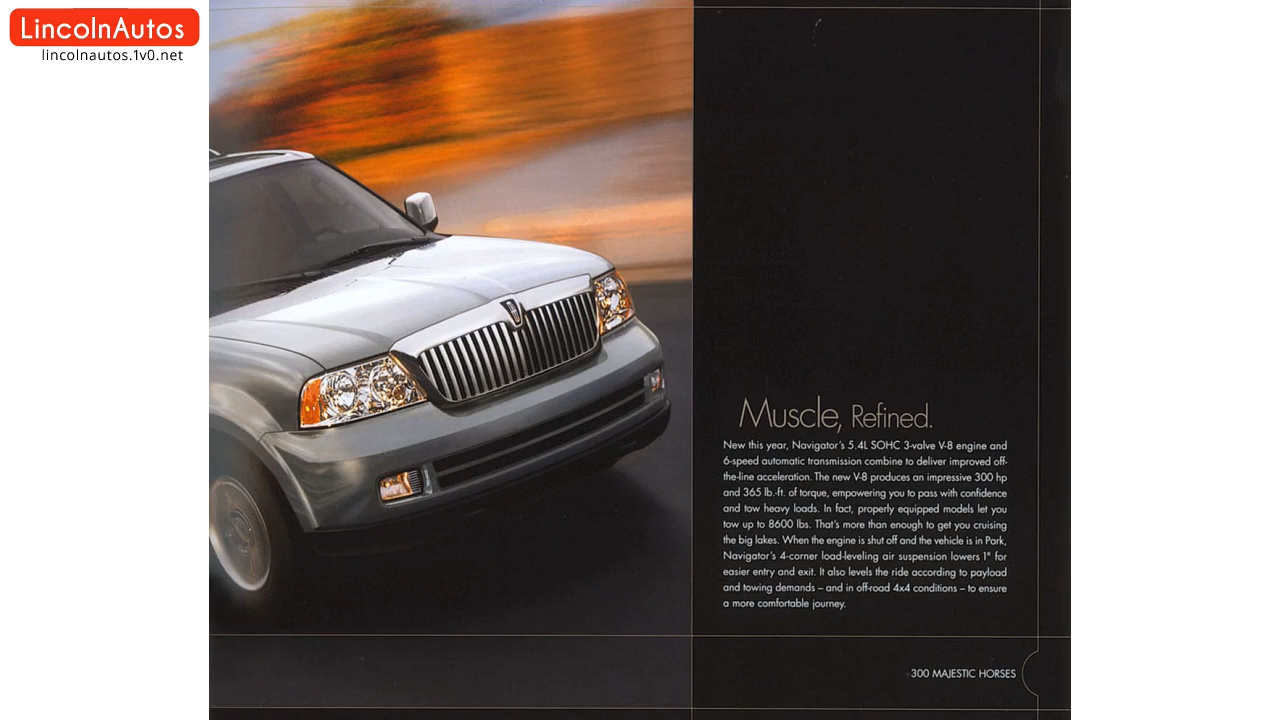 LincolnAutos
lincolnautos.1v0.net
Muscle, Refined.
New this year, Navigator's 5.4L SOHC 3-valve V-8 engine and
6-speed automatic transmission combine to deliver improved off-
the-line acceleration. The new V-8 produces an impressive 300 hp
and 365 lb.-ft. of torque, empowering you to pass with confidence
and tow heavy loads. In fact, properly equipped models let you
tow up to 8600 lbs. That's more than enough to get you cruising
the big lakes. When the engine is shut off and the vehicle is in Park,
Navigator's 4-corner load-leveling air suspension lowers 1" for
easier entry and exit. It also levels the ride according to payload
and towing demands – and in off-road 4x4 conditions – to ensure
a more comfortable journey.
300 MAJESTIC HORSES